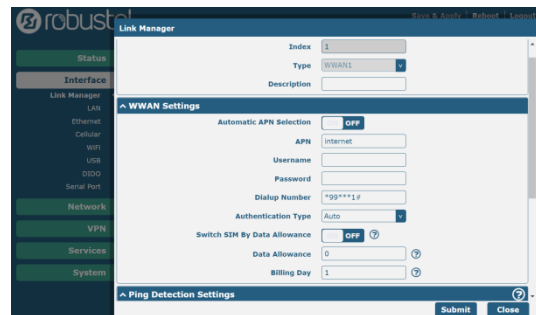 robustel
Save & Apply | Reboot | Logout
Link Manager
Status
Interface
Link Manager
LAN
Ethernet
Cellular
WiFi
USB
DIDO
Serial Port
Network
VPN
Services
System
Index 1
Type WWAN1 v
Description
^ WWAN Settings
Automatic APN Selection OFF
APN internet
Username
Password
Dialup Number *99***1#
Authentication Type Auto v
Switch SIM By Data Allowance OFF ?
Data Allowance 0 ?
Billing Day 1 ?
^ Ping Detection Settings ?
Submit Close